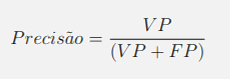 Precisão = VP / (VP + FP)